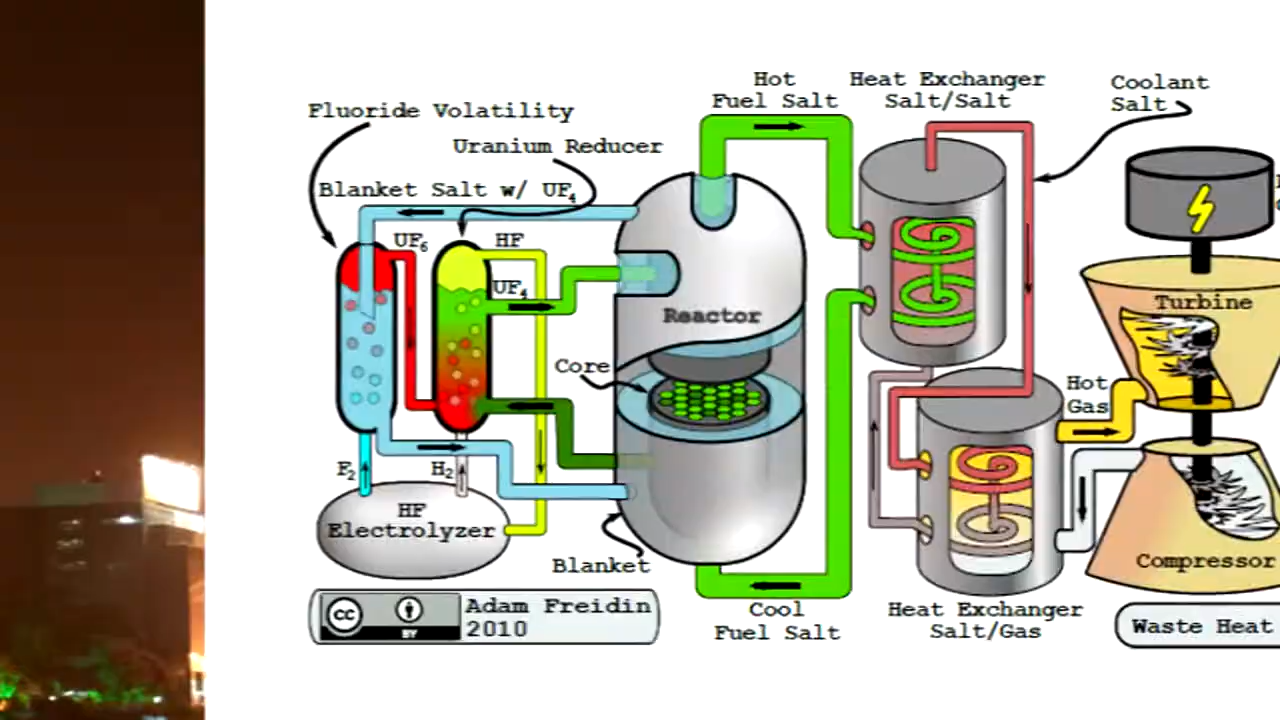 Hot
Fuel Salt
Heat Exchanger
Salt/Salt
Coolant
Salt
Fluoride Volatility
Uranium Reducer
Blanket Salt w/ UF4
UF6
HF
UF4
Reactor
Turbine
Core
Hot
Gas
F2
H2
HF
Electrolyzer
Blanket
Compressor
CC
BY
Adam Freidin
2010
Cool
Fuel Salt
Heat Exchanger
Salt/Gas
Waste Heat